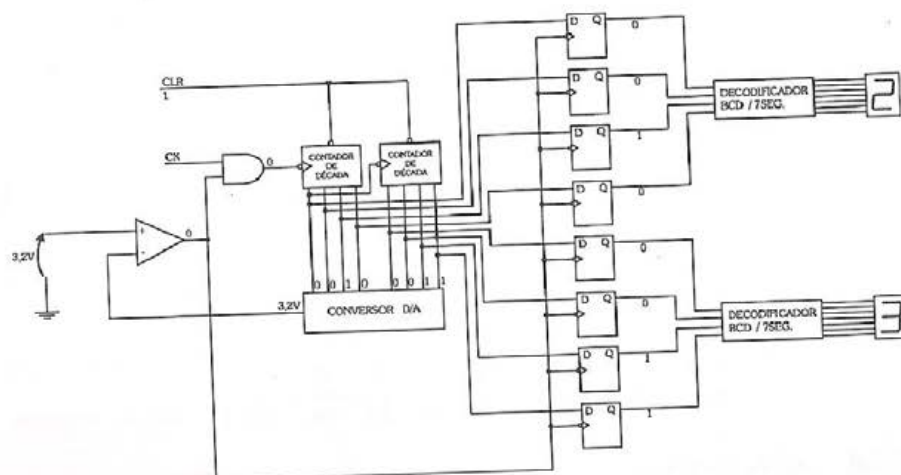 CLR
1
CK
0
CONTADOR
DE
DÉCADA
CONTADOR
DE
DÉCADA
+
-
0
3,2V
0 0 1 0 0 0 1 1
3,2V
CONVERSOR D/A
D Q
0
D Q
0
D Q
1
D Q
0
DECODIFICADOR
BCD / 7SEG.
2
D Q
0
D Q
0
D Q
1
D Q
1
DECODIFICADOR
BCD / 7SEG.
3